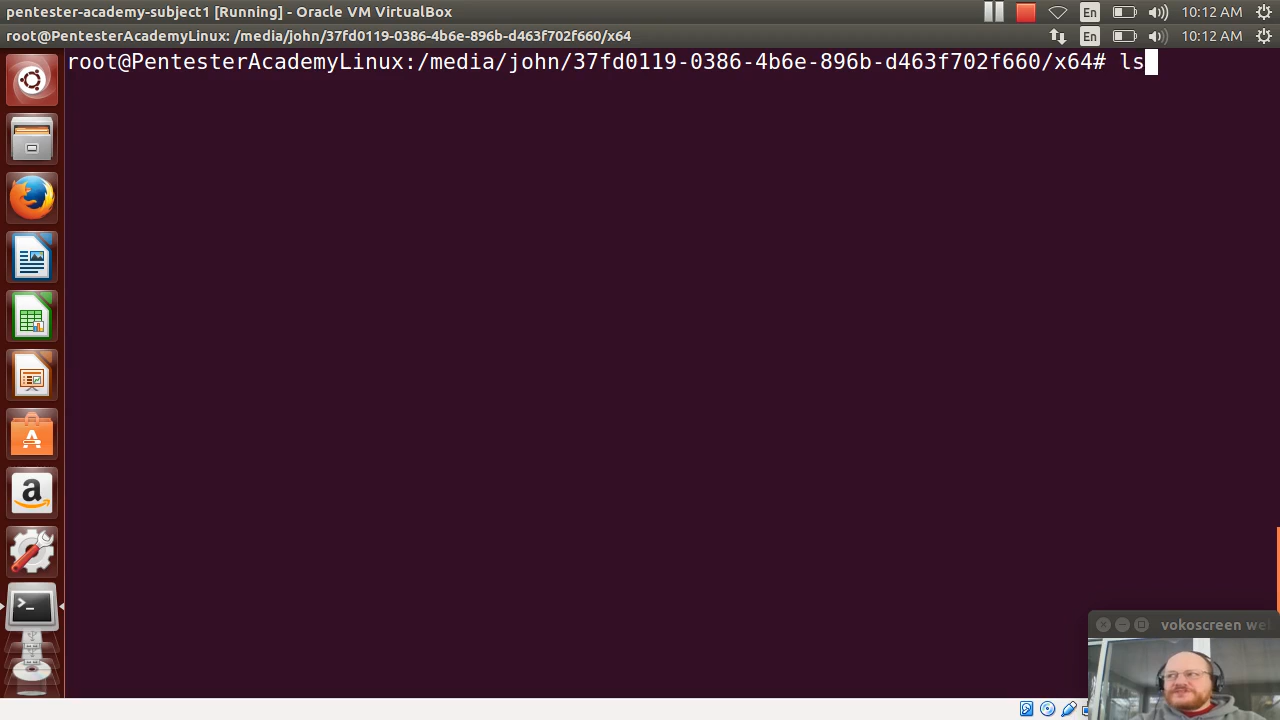 pentester-academy-subject1 [Running] - Oracle VM VirtualBox
En
10:12 AM
root@PentesterAcademyLinux: /media/john/37fd0119-0386-4b6e-896b-d463f702f660/x64
En
10:12 AM
root@PentesterAcademyLinux:/media/john/37fd0119-0386-4b6e-896b-d463f702f660/x64# ls
vokoscreen we